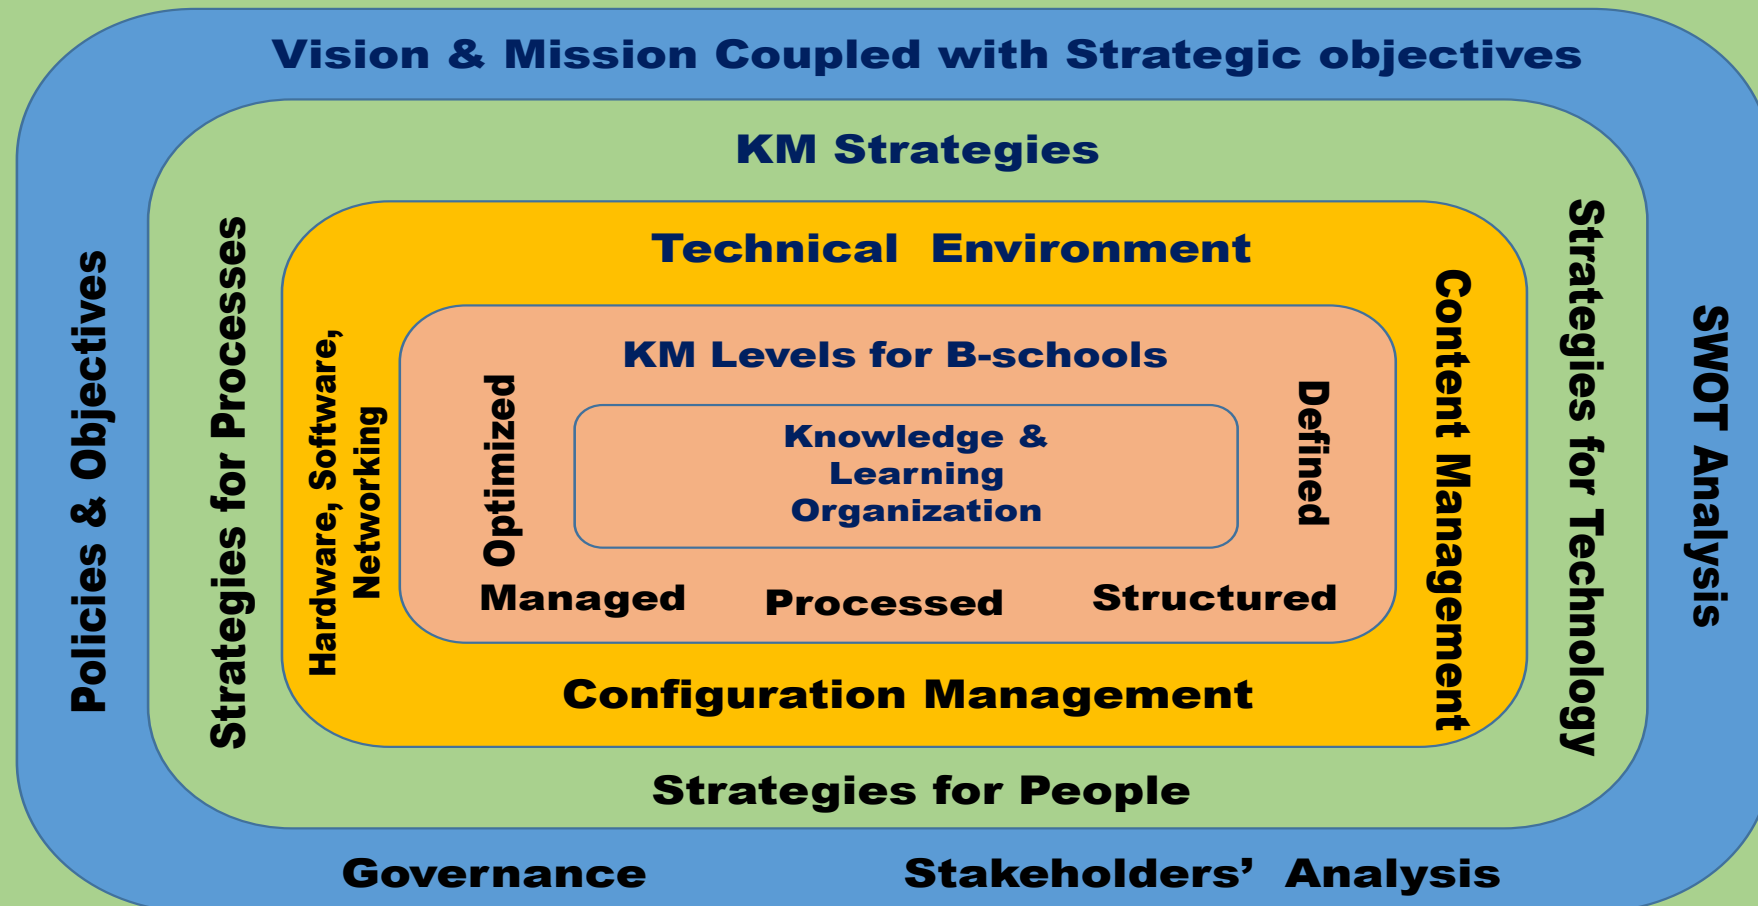 Vision & Mission Coupled with Strategic objectives
KM Strategies
Technical Environment
KM Levels for B-schools
Knowledge &
Learning
Organization
Policies & Objectives
Strategies for Processes
Hardware, Software,
Networking
Optimized
Defined
Content Management
Strategies for Technology
SWOT Analysis
Managed
Processed
Structured
Configuration Management
Strategies for People
Governance
Stakeholders’ Analysis